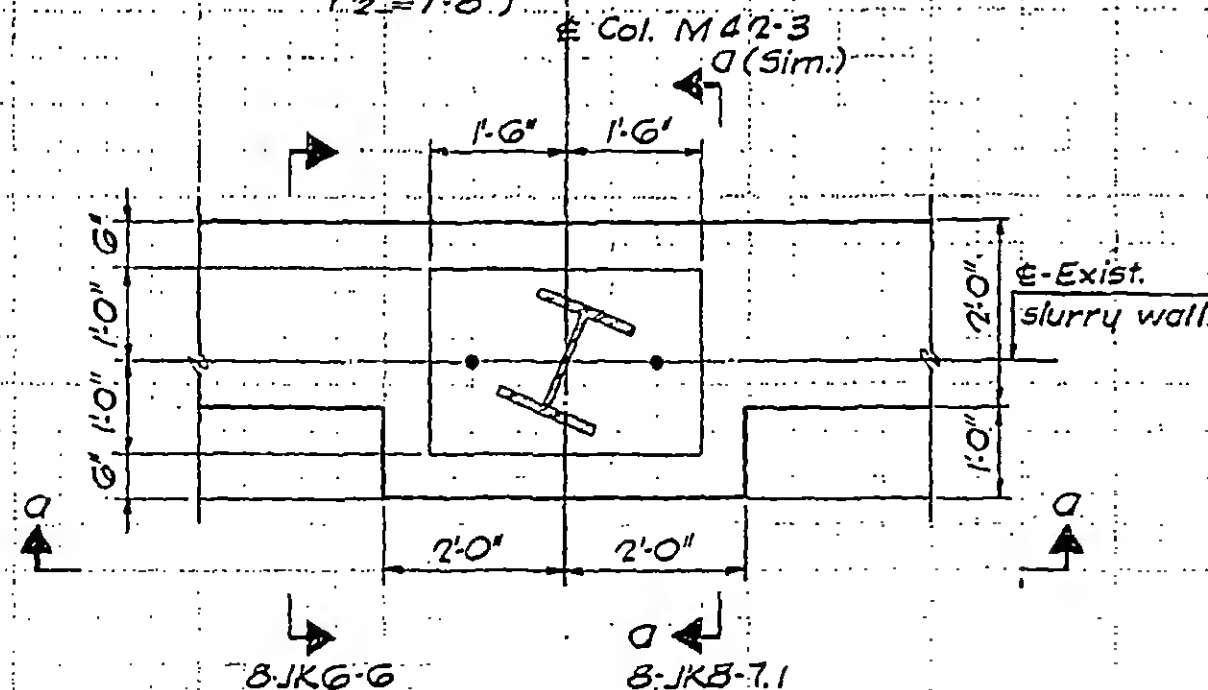 ℄ Col. M42-3
a (Sim.)
1'-6" 1'-6"
6"
1'-0"
1'-0"
6"
2'-0"
1'-0"
℄-Exist.
slurry wall.
a
a
2'-0" 2'-0"
a
8-JK6-6
8-JK8-7.1